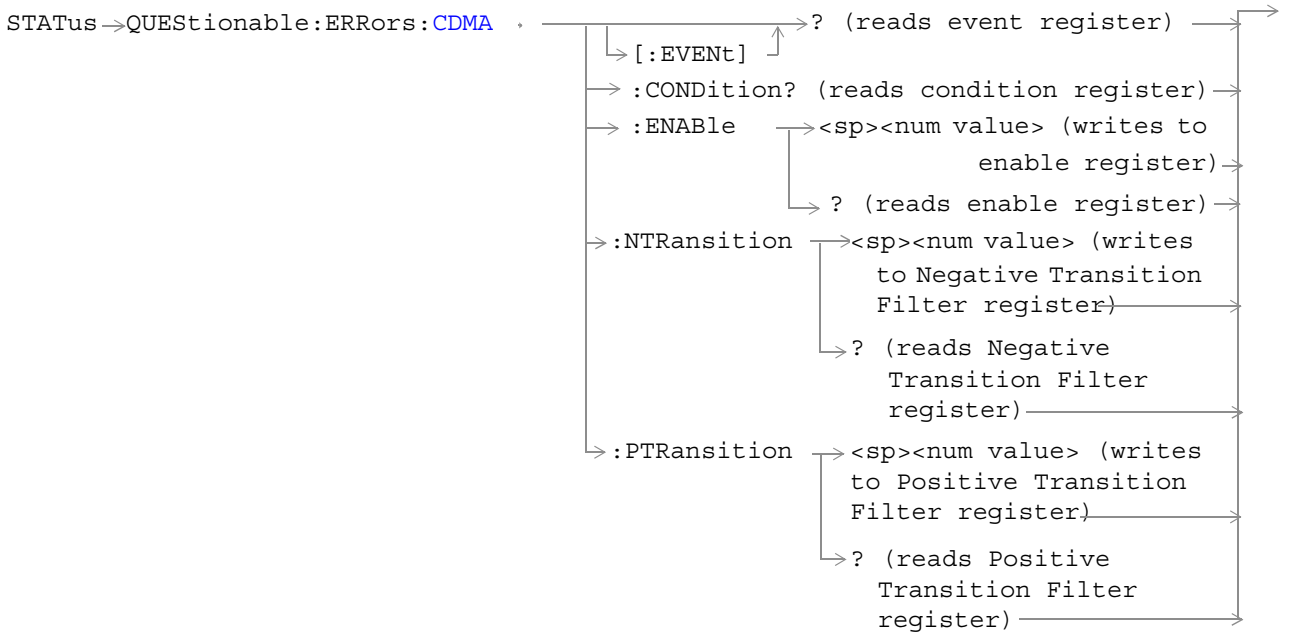 STATus QUEStionable:ERRors:CDMA ? (reads event register)
[:EVENt]
:CONDition? (reads condition register)
:ENABle <sp><num value> (writes to
enable register)
? (reads enable register)
:NTRansition <sp><num value> (writes
to Negative Transition
Filter register)
? (reads Negative
Transition Filter
register)
:PTRansition <sp><num value> (writes
to Positive Transition
Filter register)
? (reads Positive
Transition Filter
register)